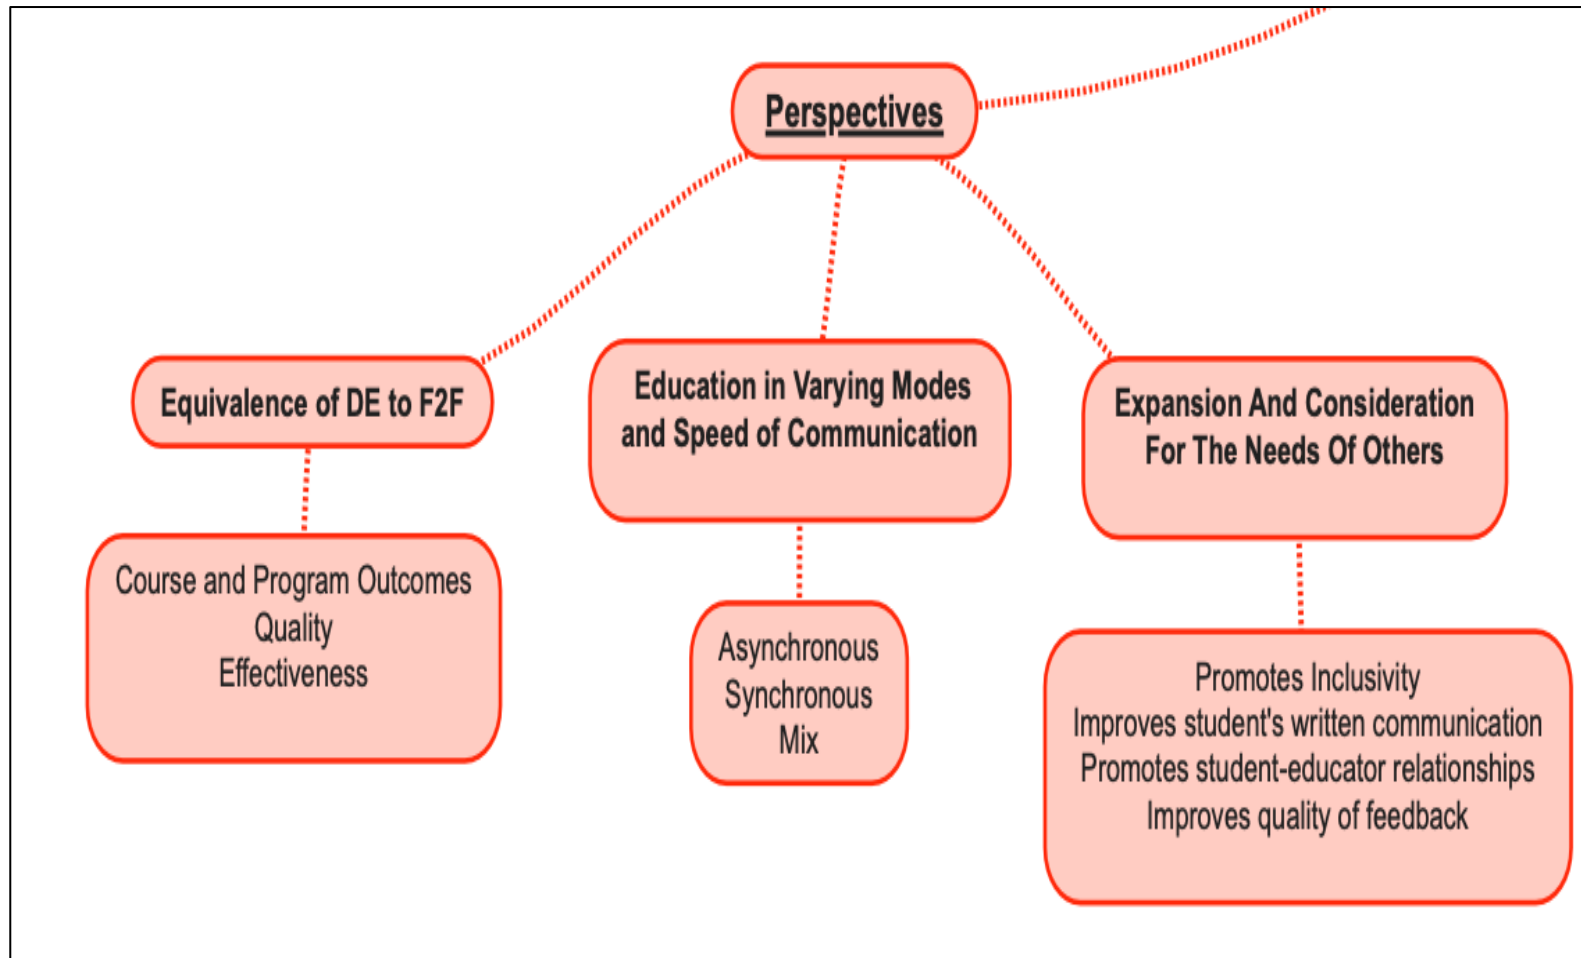 Perspectives
Equivalence of DE to F2F
Course and Program Outcomes
Quality
Effectiveness
Education in Varying Modes
and Speed of Communication
Asynchronous
Synchronous
Mix
Expansion And Consideration
For The Needs Of Others
Promotes Inclusivity
Improves student's written communication
Promotes student-educator relationships
Improves quality of feedback